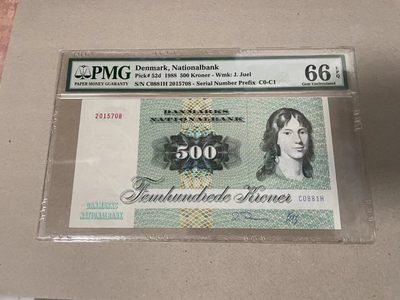 PMG
PAPER MONEY GUARANTY
Denmark, Nationalbank
Pick# 52d 1988 500 Kroner - Wmk: J. Juel
S/N C0881H 2015708 - Serial Number Prefix C0-C1
66 EPQ
Gem Uncirculated
2015708
DANMARKS
NATIONALBANK
500
Femhundrede Kroner
C0881H
DANMARKS
NATIONALBANK